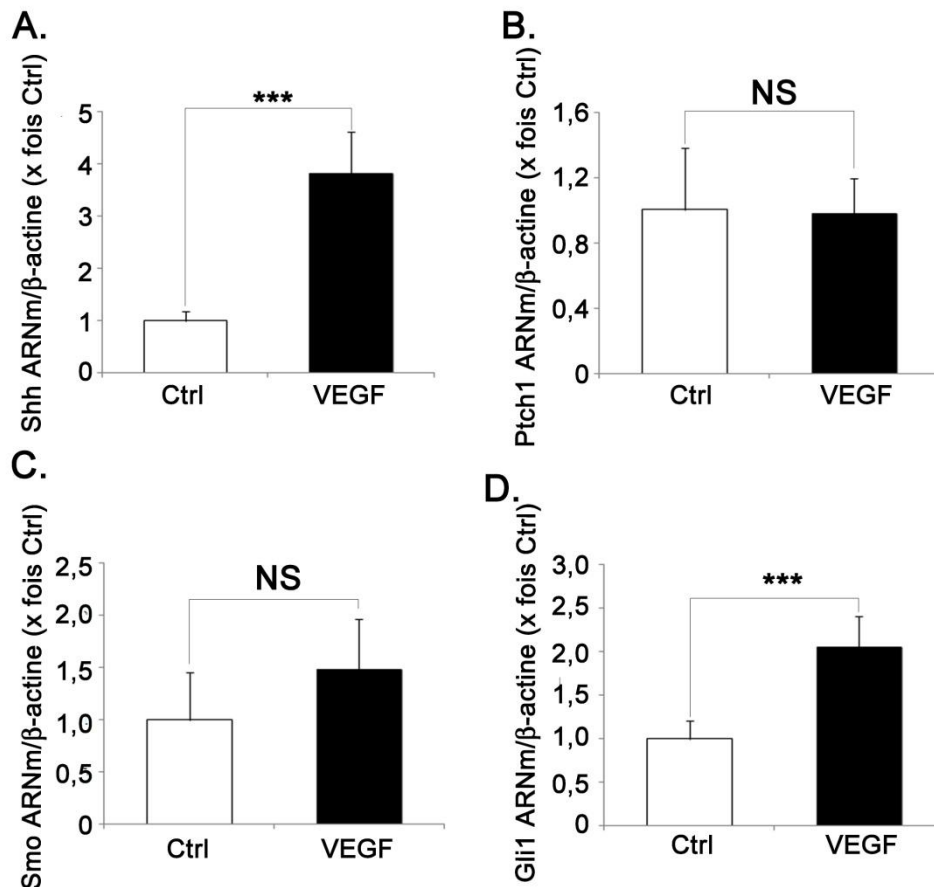 A.
Shh ARNm/β-actine (x fois Ctrl)
5
4
3
2
1
0
***
Ctrl
VEGF
B.
Ptch1 ARNm/β-actine (x fois Ctrl)
1,6
1,2
0,8
0,4
0
NS
Ctrl
VEGF
C.
Smo ARNm/β-actine (x fois Ctrl)
2,5
2,0
1,5
1,0
0,5
0
NS
Ctrl
VEGF
D.
Gli1 ARNm/β-actine (x fois Ctrl)
3,0
2,5
2,0
1,5
1,0
0,5
0
***
Ctrl
VEGF